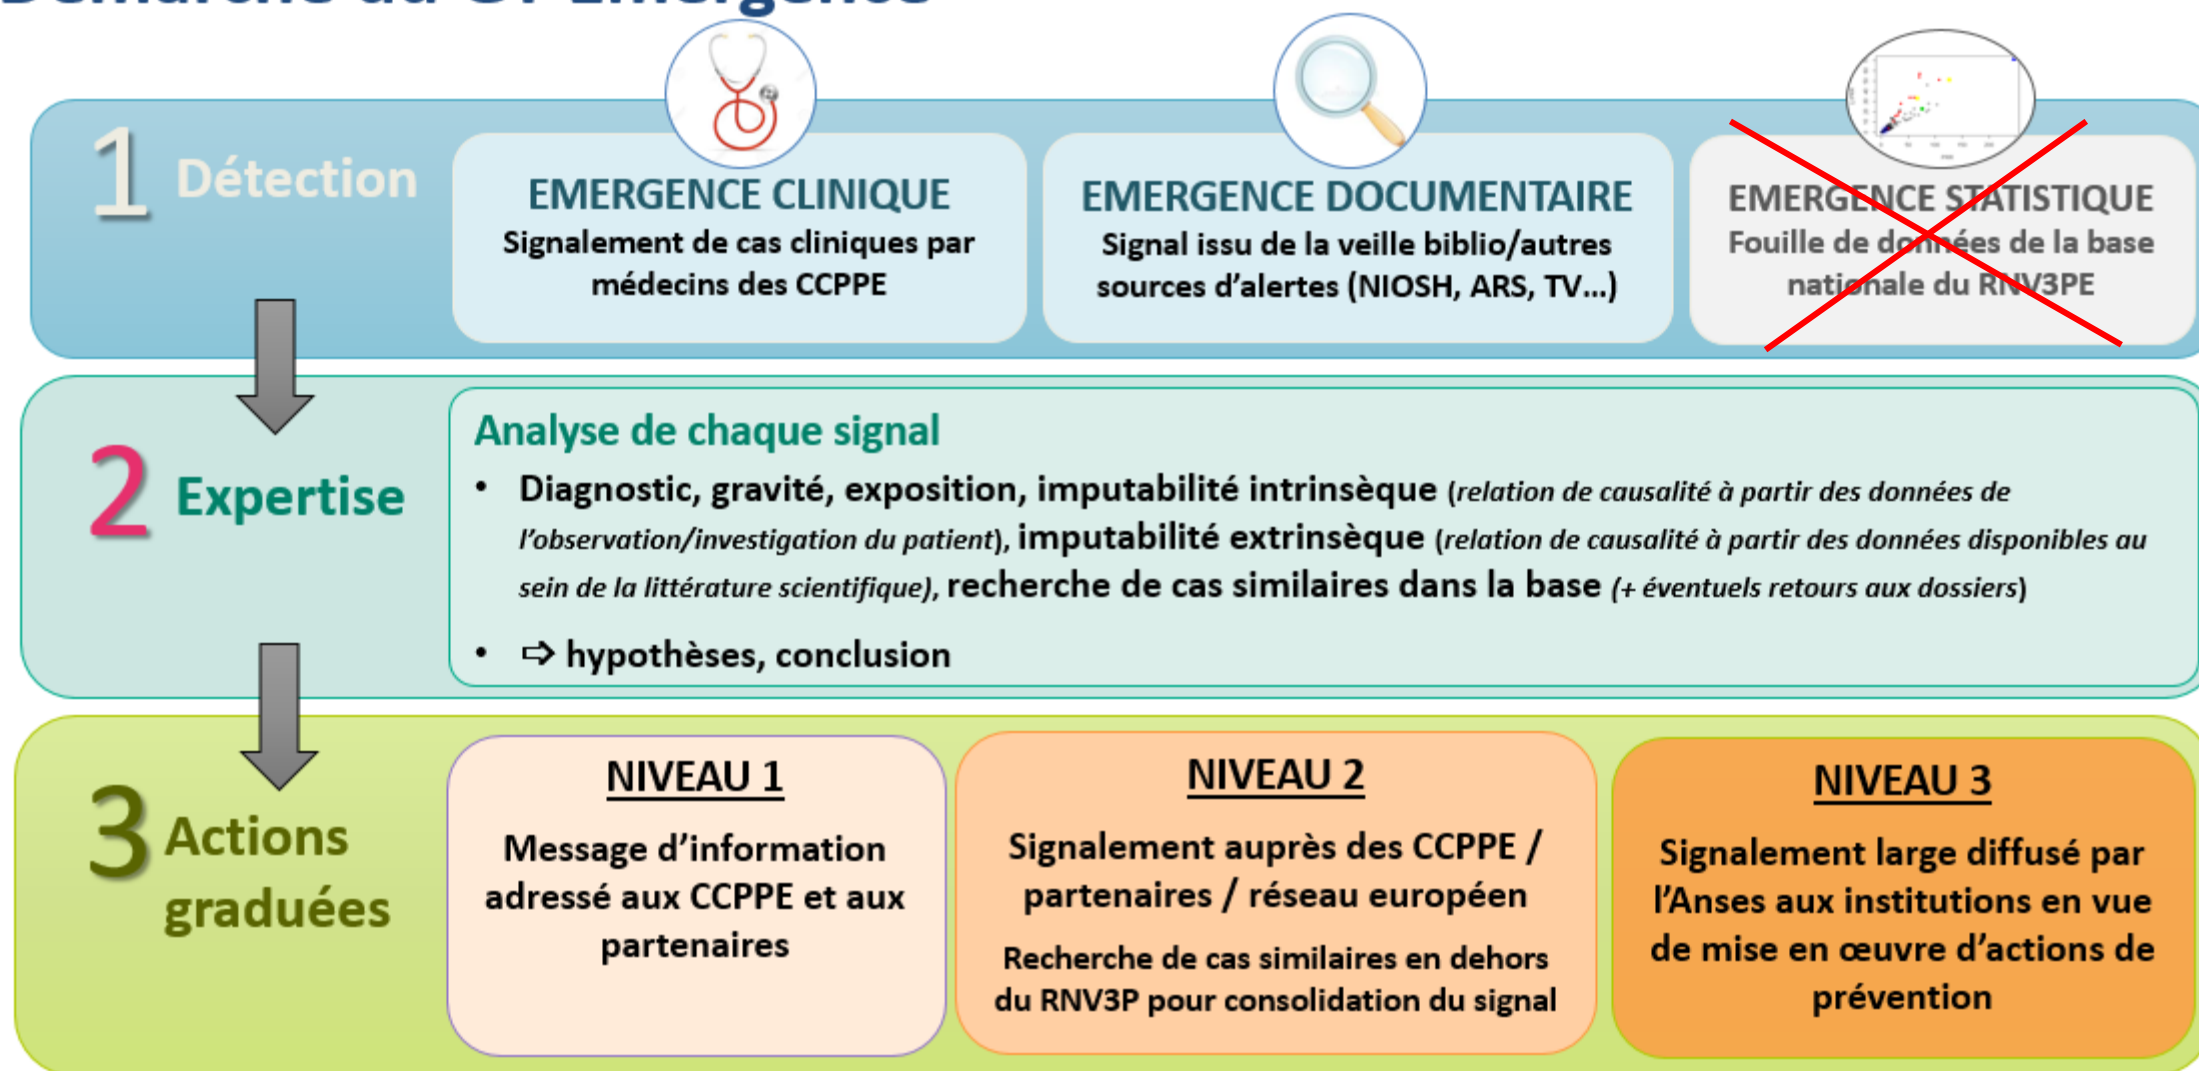 1 Détection
EMERGENCE CLINIQUE
Signalement de cas cliniques par
médecins des CCPPE
EMERGENCE DOCUMENTAIRE
Signal issu de la veille biblio/autres
sources d'alertes (NIOSH, ARS, TV...)
EMERGENCE STATISTIQUE
Fouille de données de la base
nationale du RNV3PE
2 Expertise
Analyse de chaque signal
• Diagnostic, gravité, exposition, imputabilité intrinsèque (relation de causalité à partir des données de
l'observation/investigation du patient), imputabilité extrinsèque (relation de causalité à partir des données disponibles au
sein de la littérature scientifique), recherche de cas similaires dans la base (+ éventuels retours aux dossiers)
• ⇨ hypothèses, conclusion
3 Actions
graduées
NIVEAU 1
Message d'information
adressé aux CCPPE et aux
partenaires
NIVEAU 2
Signalement auprès des CCPPE /
partenaires / réseau européen
Recherche de cas similaires en dehors
du RNV3P pour consolidation du signal
NIVEAU 3
Signalement large diffusé par
l'Anses aux institutions en vue
de mise en œuvre d'actions de
prévention